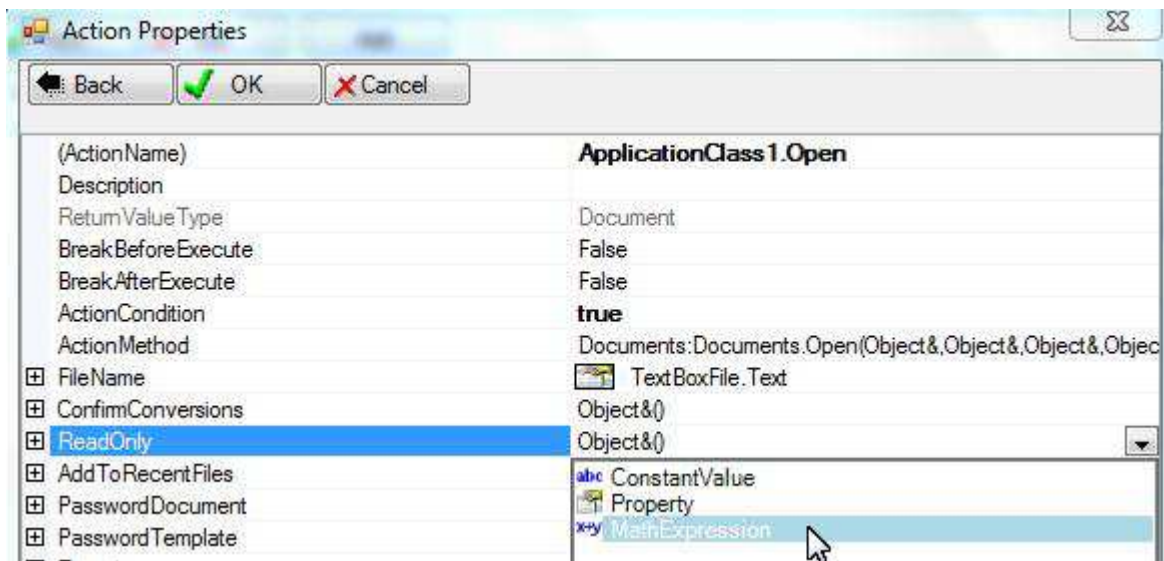 Action Properties
Back OK Cancel
(ActionName) ApplicationClass1.Open
Description
ReturnValueType Document
BreakBeforeExecute False
BreakAfterExecute False
ActionCondition true
ActionMethod Documents:Documents.Open(Object&,Object&,Object&,Objec
FileName TextBoxFile.Text
ConfirmConversions Object&()
ReadOnly Object&()
AddToRecentFiles abc ConstantValue
PasswordDocument Property
PasswordTemplate x+y MathExpression